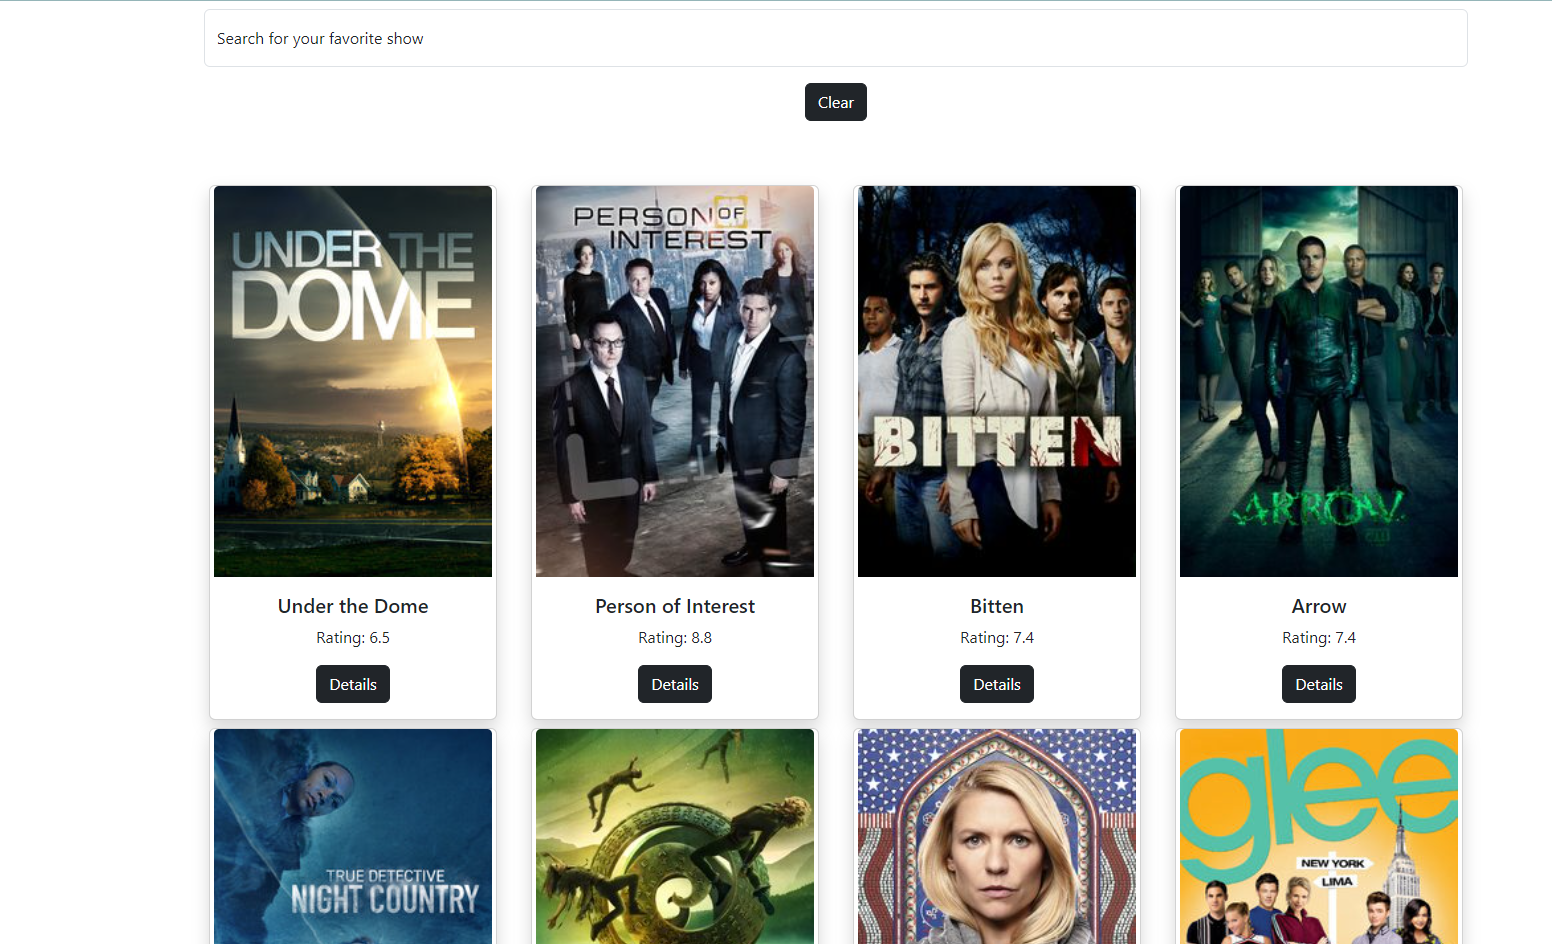 Search for your favorite show
Clear
UNDER THE
DOME
PERSON OF
INTEREST
BITTEN
ARROW
Under the Dome
Person of Interest
Bitten
Arrow
Rating: 6.5
Rating: 8.8
Rating: 7.4
Rating: 7.4
Details
Details
Details
Details
TRUE DETECTIVE
NIGHT COUNTRY
glee
NEW YORK
LIMA